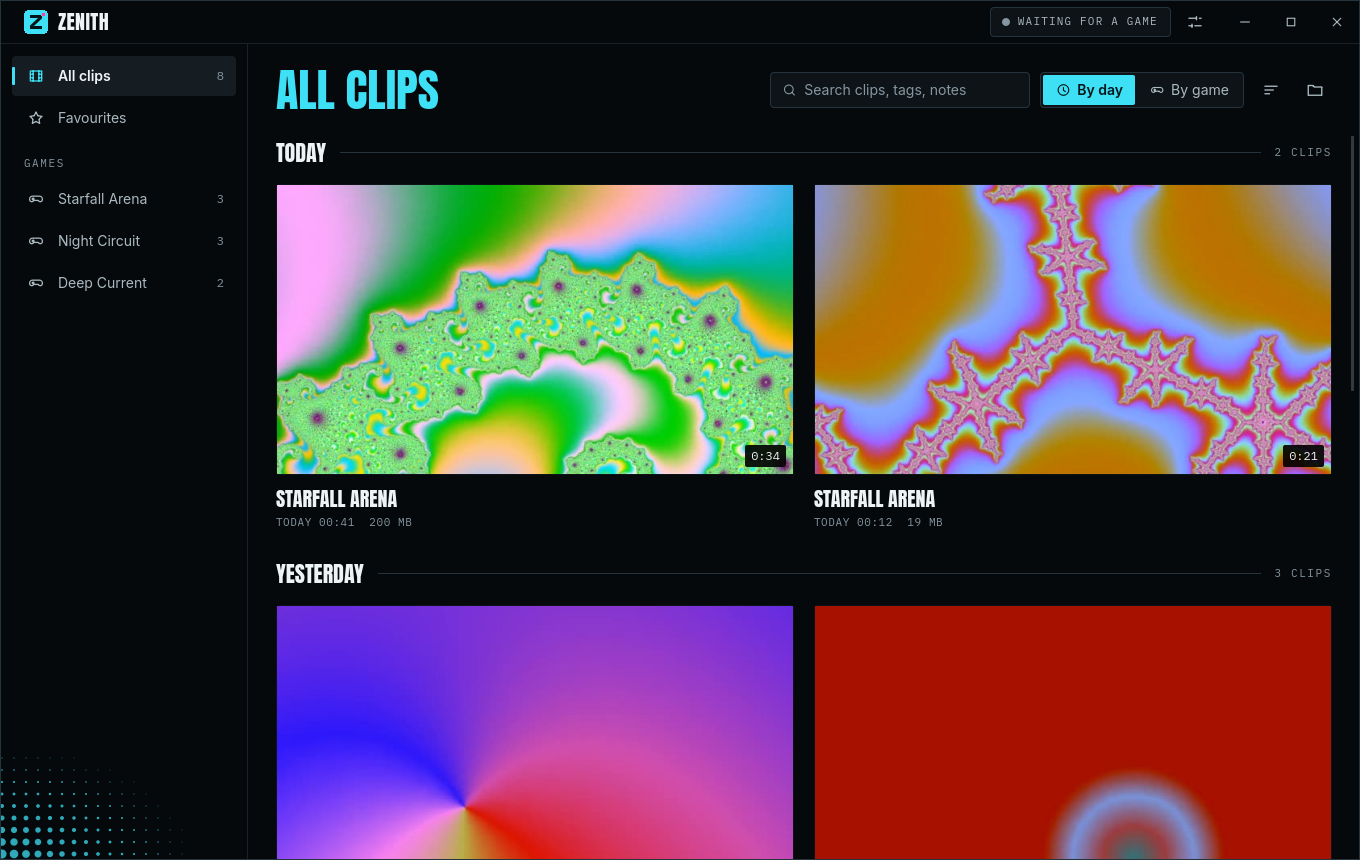 ZENITH
WAITING FOR A GAME
All clips 8
Favourites
GAMES
Starfall Arena 3
Night Circuit 3
Deep Current 2
ALL CLIPS
Search clips, tags, notes
By day
By game
TODAY
2 CLIPS
0:34
0:21
STARFALL ARENA
TODAY 00:41 200 MB
STARFALL ARENA
TODAY 00:12 19 MB
YESTERDAY
3 CLIPS